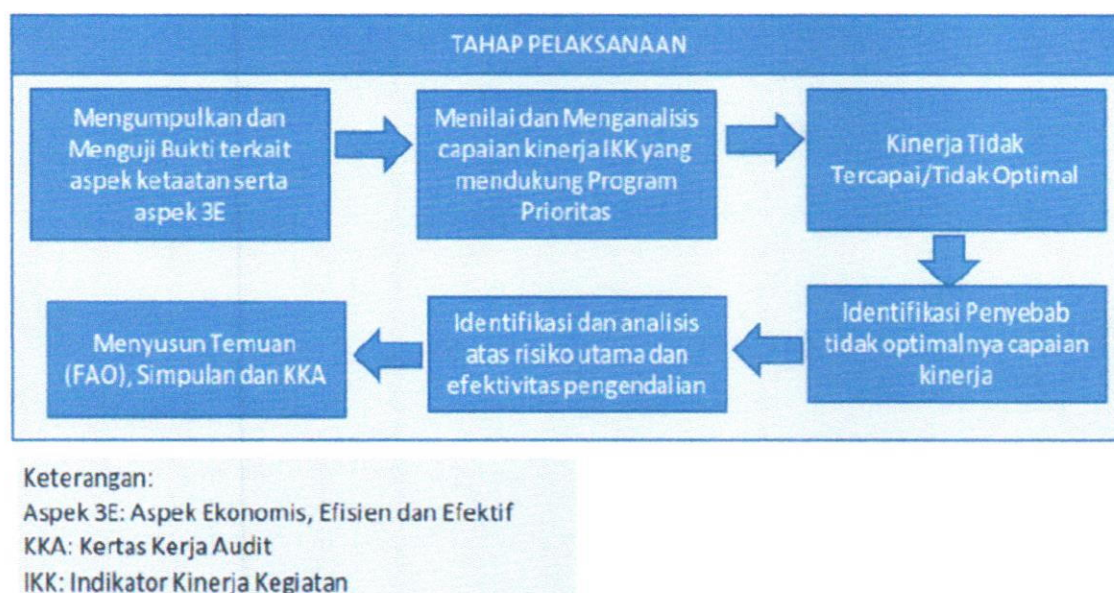 TAHAP PELAKSANAAN
Mengumpulkan dan
Menguji Bukti terkait
aspek ketaatan serta
aspek 3E
Menilai dan Menganalisis
capaian kinerja IKK yang
mendukung Program
Prioritas
Kinerja Tidak
Tercapai/Tidak Optimal
Identifikasi Penyebab
tidak optimalnya capaian
kinerja
Identifikasi dan analisis
atas risiko utama dan
efektivitas pengendalian
Menyusun Temuan
(FAO), Simpulan dan KKA
Keterangan:
Aspek 3E: Aspek Ekonomis, Efisien dan Efektif
KKA: Kertas Kerja Audit
IKK: Indikator Kinerja Kegiatan